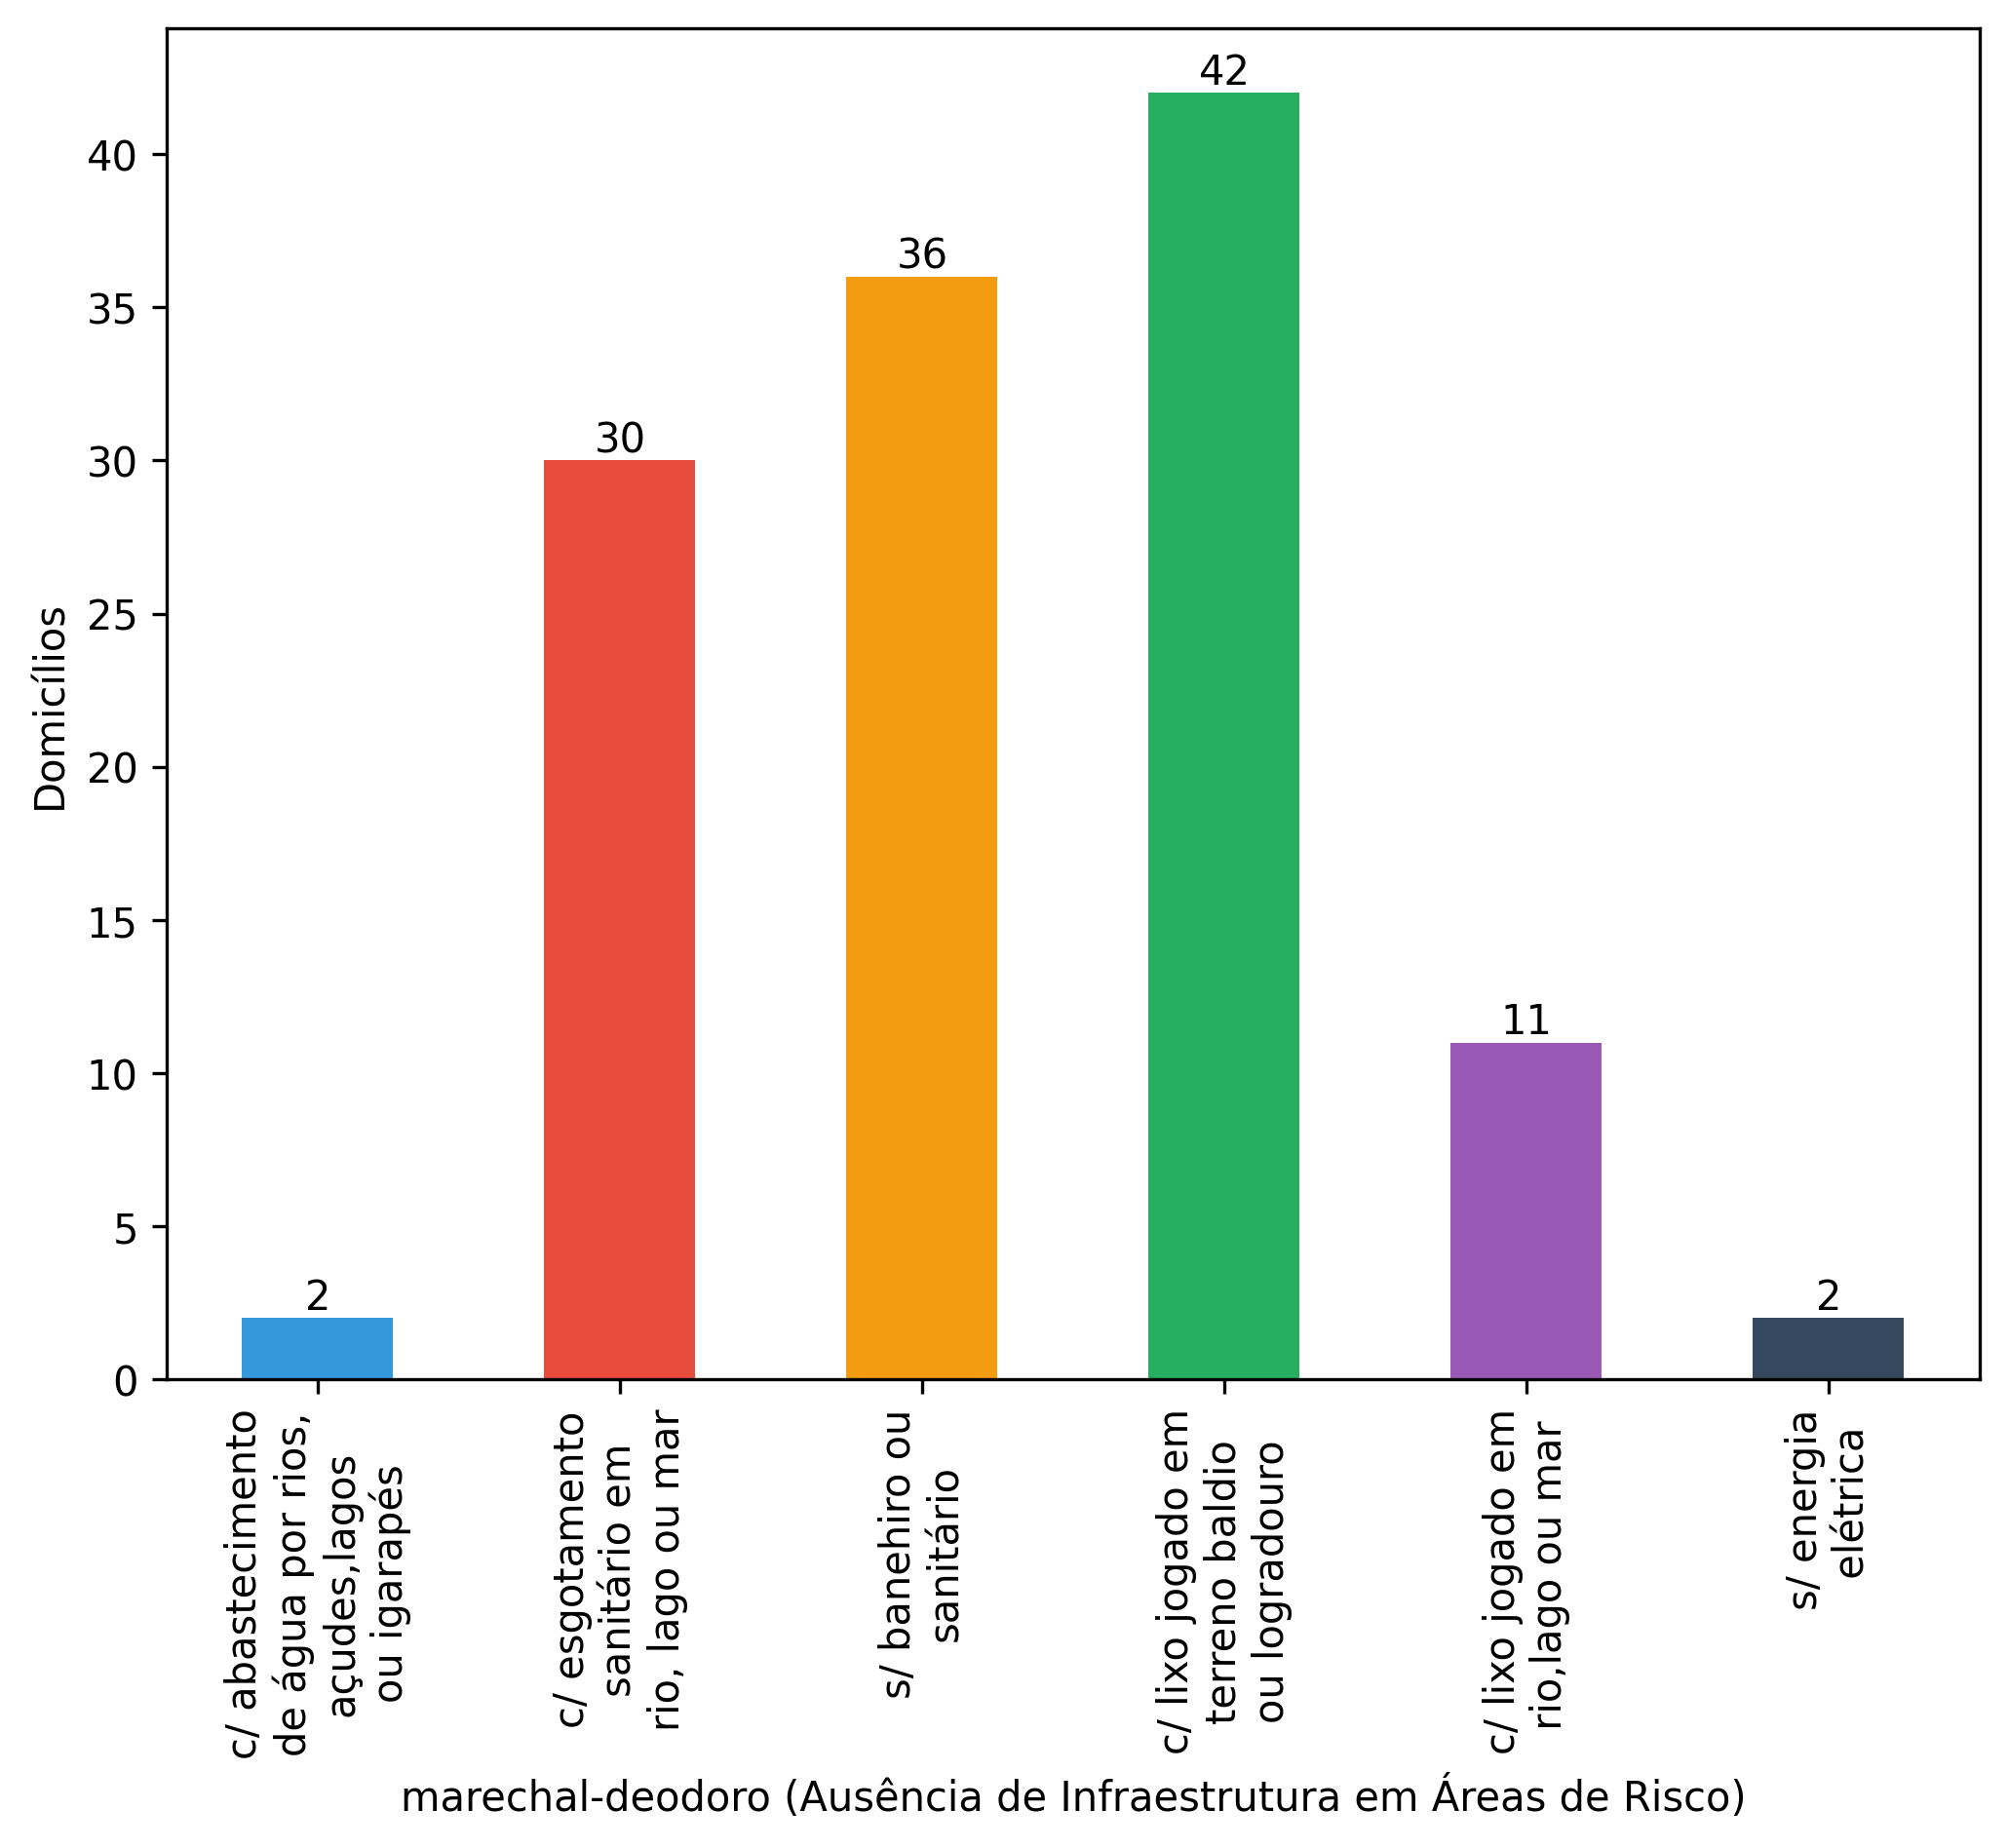 42
40
36
35
30
30
25
20
15
11
10
5
2
2
0
Domicílios
c/ abastecimento
de água por rios,
açudes,lagos
ou igarapés
c/ esgotamento
sanitário em
rio, lago ou mar
s/ banehiro ou
sanitário
c/ lixo jogado em
terreno baldio
ou logradouro
c/ lixo jogado em
rio,lago ou mar
s/ energia
elétrica
marechal-deodoro (Ausência de Infraestrutura em Áreas de Risco)